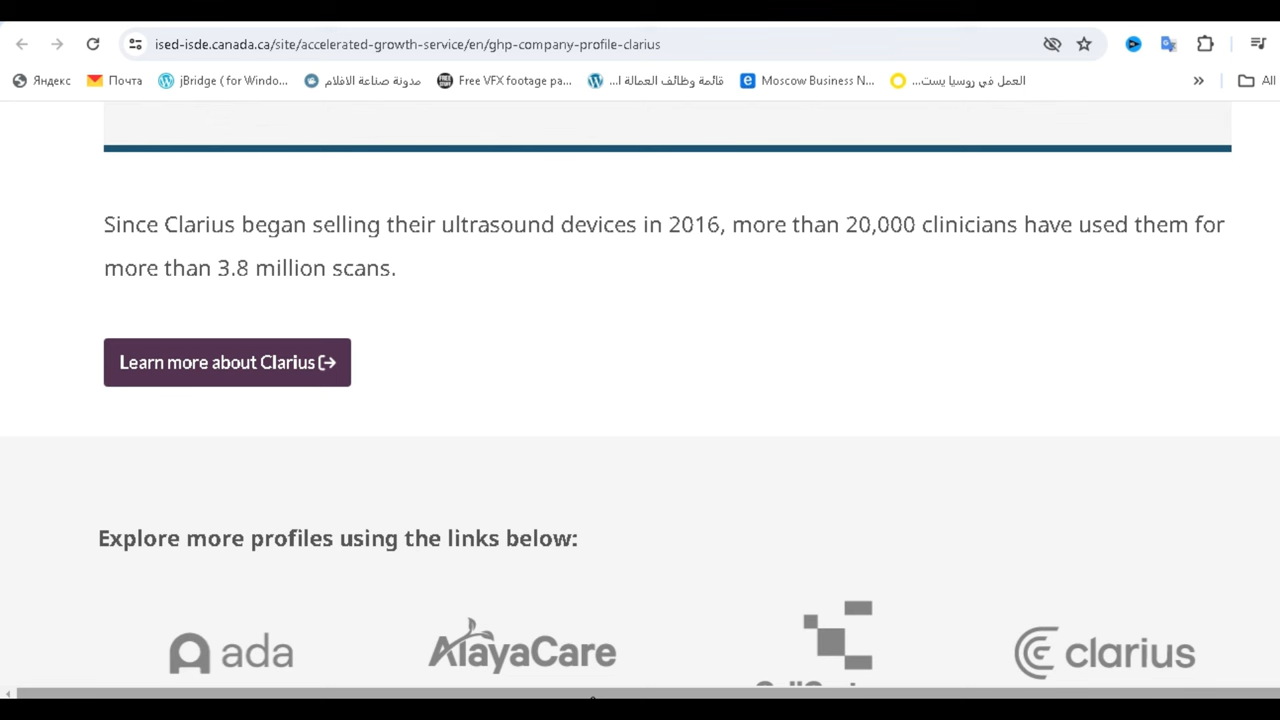 ised-isde.canada.ca/site/accelerated-growth-service/en/ghp-company-profile-clarius
Яндекс
Почта
jBridge (for Windo...
مدونة صناعة الافلام
Free VFX footage pa...
قائمة وظائف العمالة ا...
Moscow Business N...
العمل في روسيا يست...
All
Since Clarius began selling their ultrasound devices in 2016, more than 20,000 clinicians have used them for
more than 3.8 million scans.
Learn more about Clarius
Explore more profiles using the links below:
ada
AlayaCare
clarius